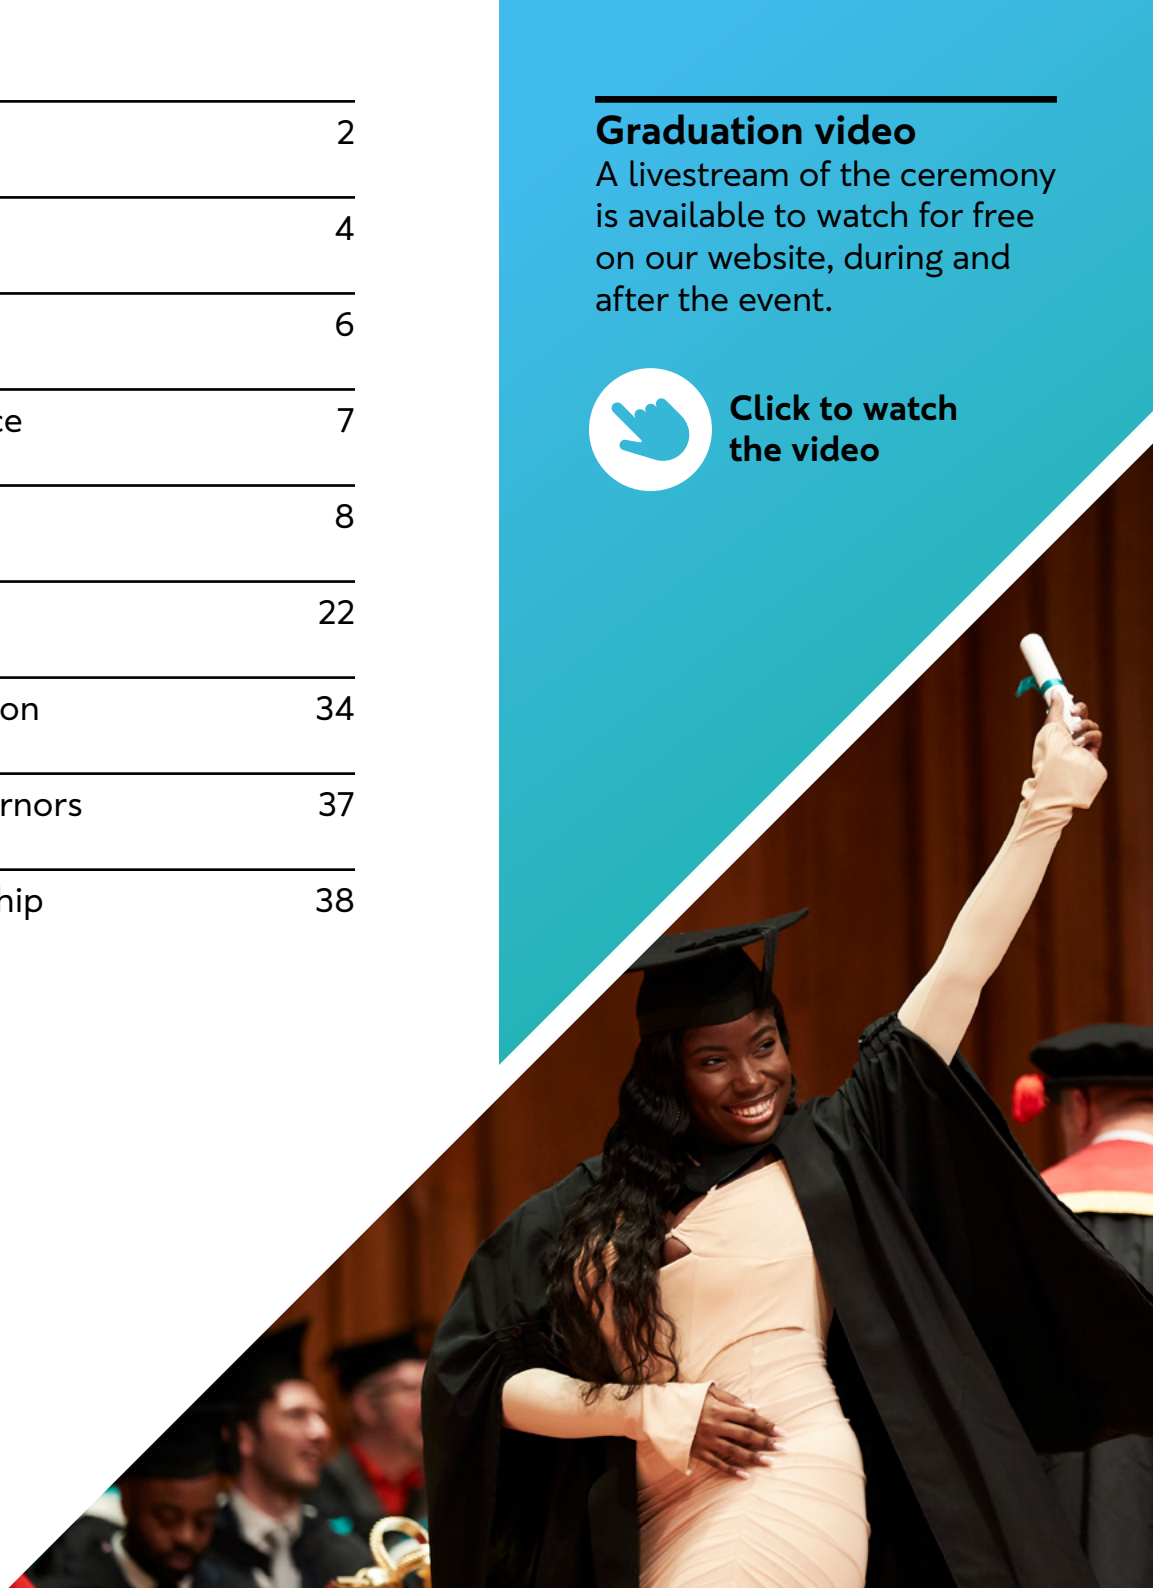 2
4
6
ce 7
8
22
on 34
rnors 37
hip 38
Graduation video
A livestream of the ceremony
is available to watch for free
on our website, during and
after the event.
Click to watch
the video